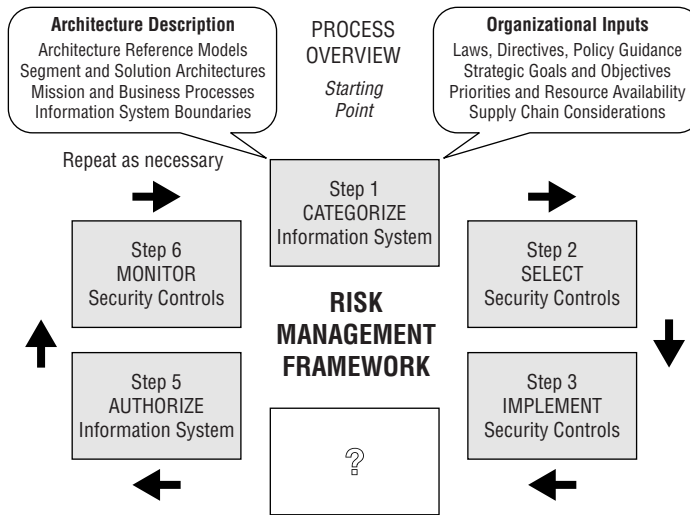 Architecture Description
Architecture Reference Models
Segment and Solution Architectures
Mission and Business Processes
Information System Boundaries
PROCESS
OVERVIEW
Starting
Point
Organizational Inputs
Laws, Directives, Policy Guidance
Strategic Goals and Objectives
Priorities and Resource Availability
Supply Chain Considerations
Repeat as necessary
Step 1
CATEGORIZE
Information System
Step 6
MONITOR
Security Controls
Step 2
SELECT
Security Controls
RISK
MANAGEMENT
FRAMEWORK
Step 5
AUTHORIZE
Information System
Step 3
IMPLEMENT
Security Controls
?